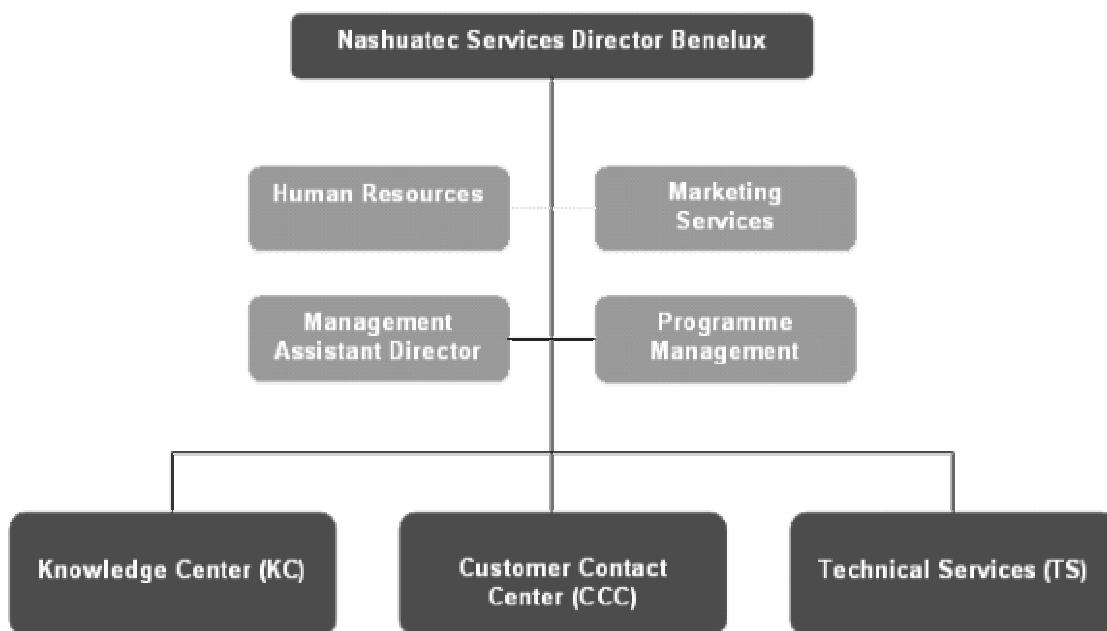 Nashuatec Services Director Benelux
Human Resources
Marketing
Services
Management
Assistant Director
Programme
Management
Knowledge Center (KC)
Customer Contact
Center (CCC)
Technical Services (TS)